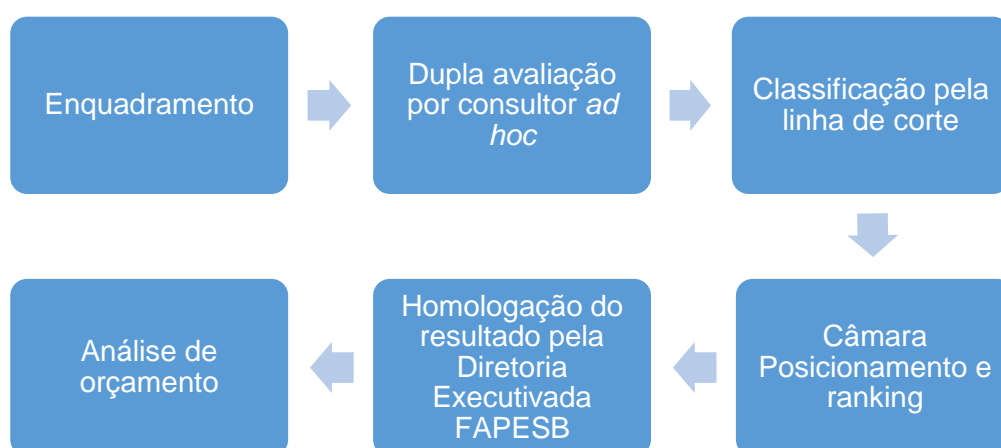 Enquadramento
Dupla avaliação
por consultor ad
hoc
Classificação pela
linha de corte
Câmara
Posicionamento e
ranking
Homologação do
resultado pela
Diretoria
Executivada
FAPESB
Análise de
orçamento